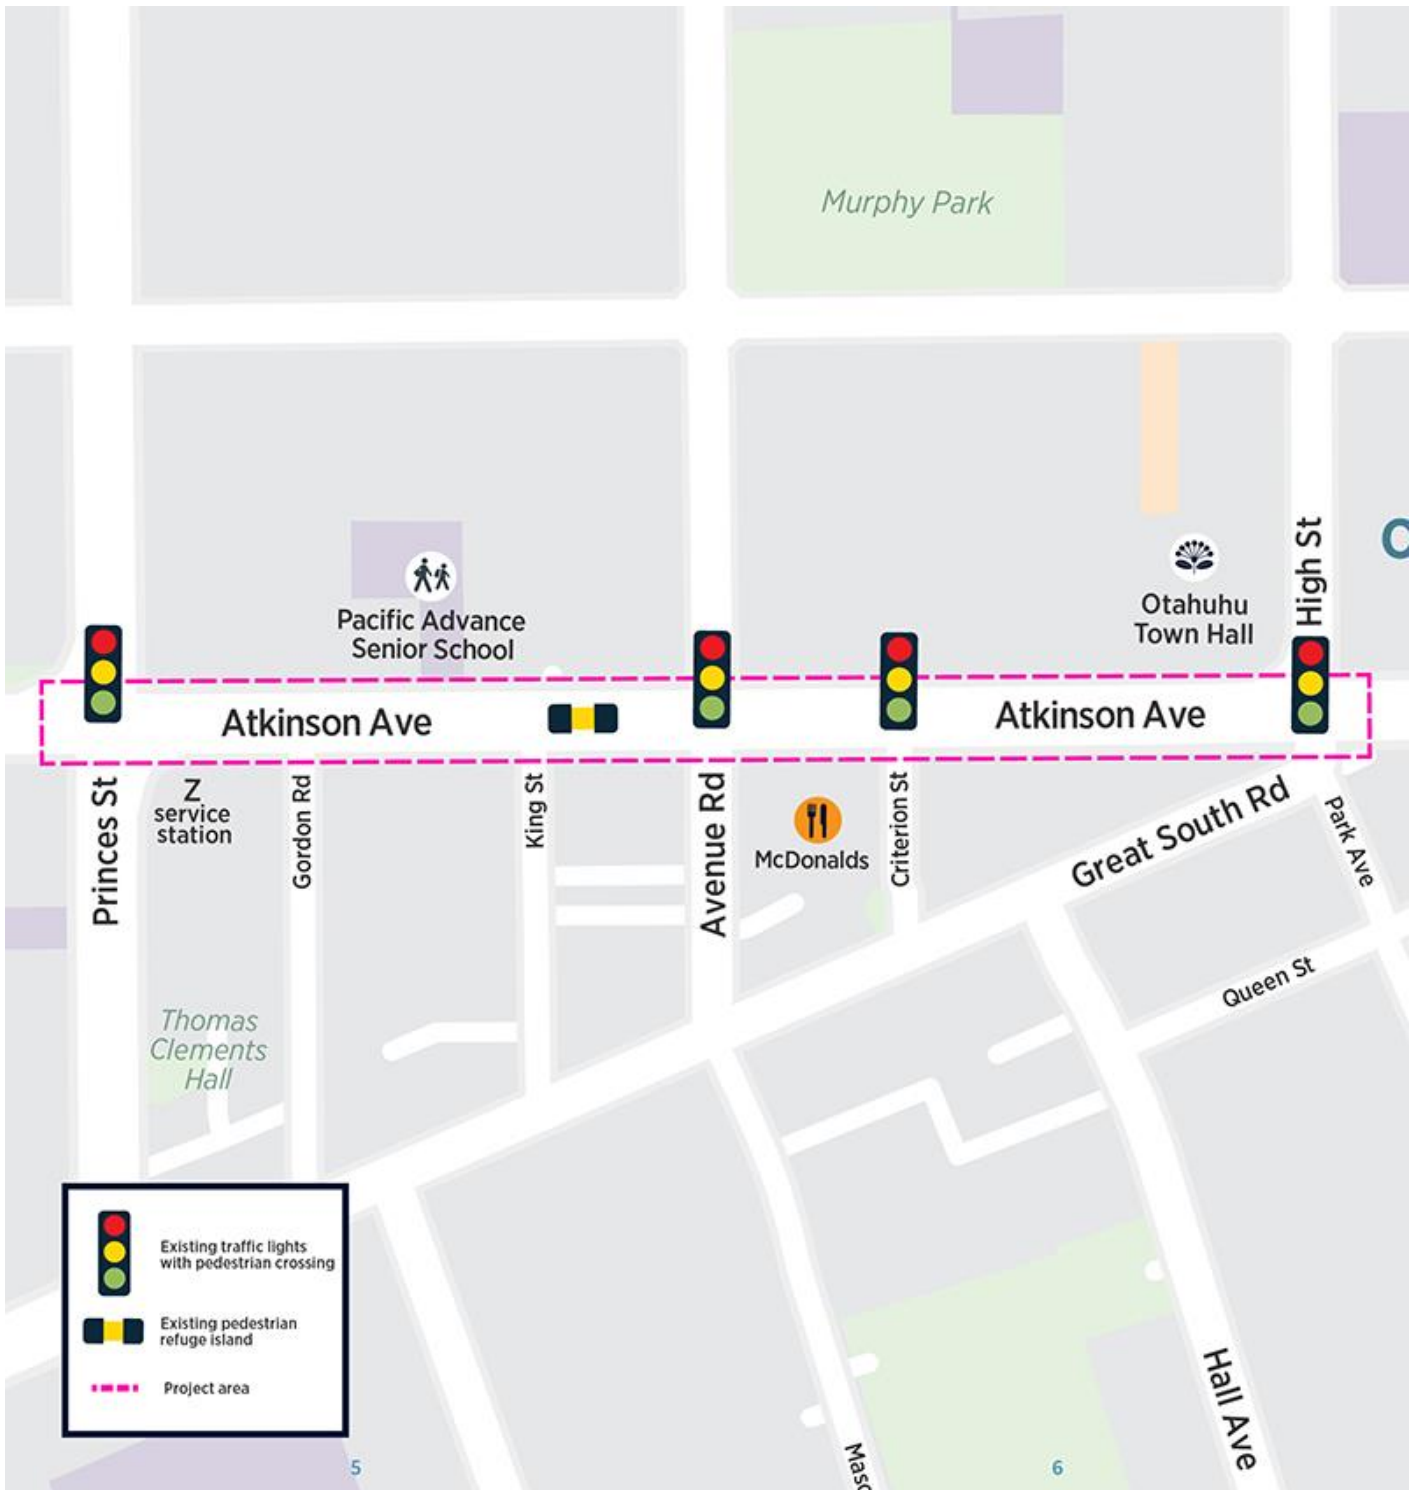 Murphy Park
High St
O
Otahuhu
Town Hall
Pacific Advance
Senior School
Atkinson Ave
Atkinson Ave
Princes St
Z
service
station
Gordon Rd
King St
Avenue Rd
McDonalds
Criterion St
Great South Rd
Park Ave
Queen St
Thomas
Clements
Hall
Existing traffic lights
with pedestrian crossing
Existing pedestrian
refuge island
Project area
Hall Ave
Maso
5
6